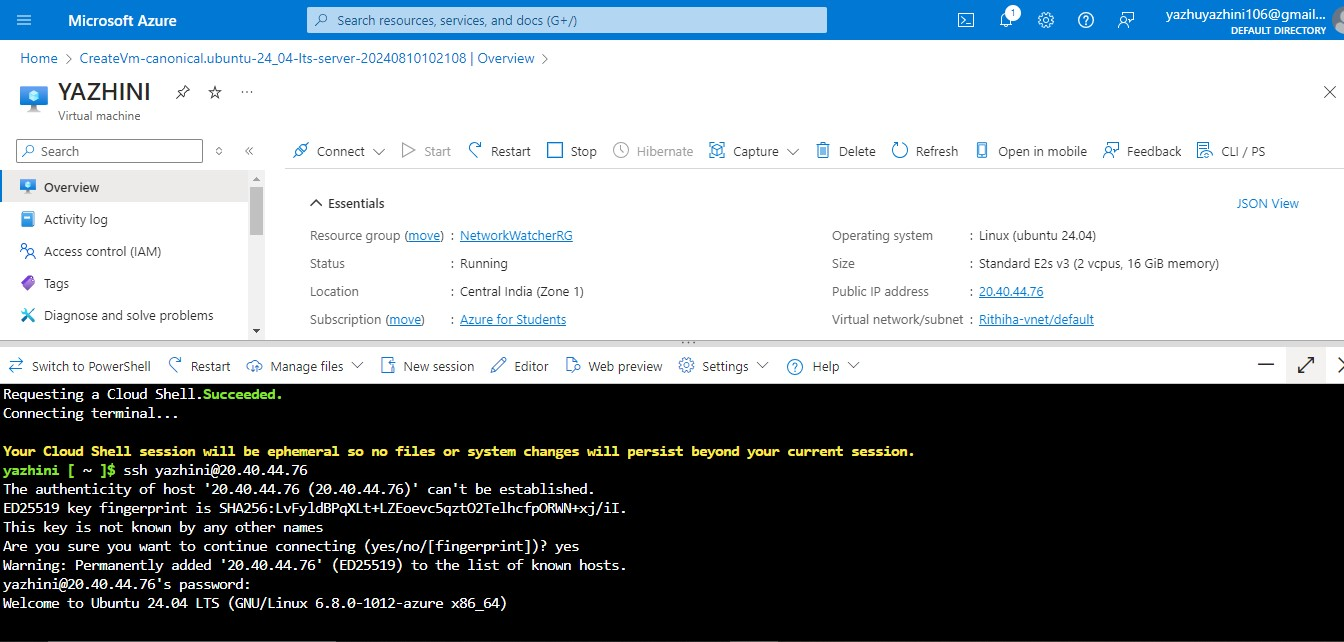 Microsoft Azure
Search resources, services, and docs (G+/)
1
yazhuyazhini106@gmail...
DEFAULT DIRECTORY
Home > CreateVm-canonical.ubuntu-24_04-lts-server-20240810102108 | Overview >
YAZHINI
Virtual machine
Search
Connect Start Restart Stop Hibernate Capture Delete Refresh Open in mobile Feedback CLI / PS
Overview
Activity log
Access control (IAM)
Tags
Diagnose and solve problems
Essentials
JSON View
Resource group (move) : NetworkWatcherRG
Status : Running
Location : Central India (Zone 1)
Subscription (move) : Azure for Students
Operating system : Linux (ubuntu 24.04)
Size : Standard E2s v3 (2 vcpus, 16 GiB memory)
Public IP address : 20.40.44.76
Virtual network/subnet : Rithiha-vnet/default
Switch to PowerShell Restart Manage files New session Editor Web preview Settings Help
Requesting a Cloud Shell.Succeeded.
Connecting terminal...
Your Cloud Shell session will be ephemeral so no files or system changes will persist beyond your current session.
yazhini [ ~ ]$ ssh yazhini@20.40.44.76
The authenticity of host '20.40.44.76 (20.40.44.76)' can't be established.
ED25519 key fingerprint is SHA256:LvFyldBPqXLt+LZEoevc5qztO2TelhcfpORWN+xj/iI.
This key is not known by any other names
Are you sure you want to continue connecting (yes/no/[fingerprint])? yes
Warning: Permanently added '20.40.44.76' (ED25519) to the list of known hosts.
yazhini@20.40.44.76's password:
Welcome to Ubuntu 24.04 LTS (GNU/Linux 6.8.0-1012-azure x86_64)